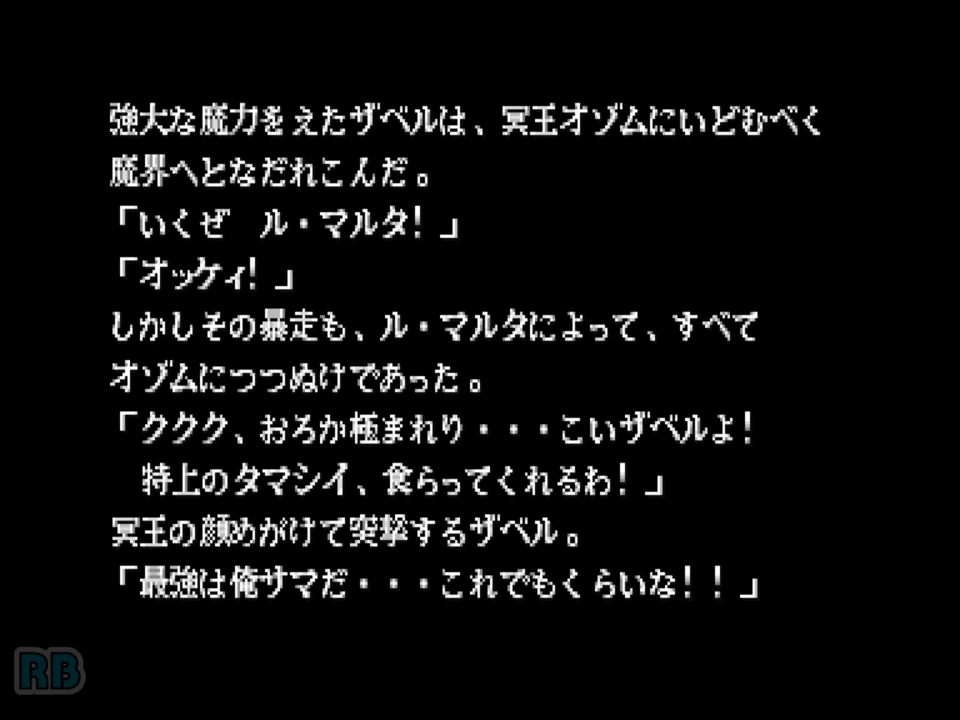 強大な魔力をえたザベルは、冥王オゾムにいどむべく
魔界へとなだれこんだ。
「いくぜ　ル・マルタ！」
「オッケィ！」
しかしその暴走も、ル・マルタによって、すべて
オゾムにつつぬけであった。
「ククク、おろか極まれり・・・こいザベルよ！
　特上のタマシイ、食らってくれるわ！」
冥王の顔めがけて突撃するザベル。
「最強は俺サマだ・・・これでもくらいな！！」
RB